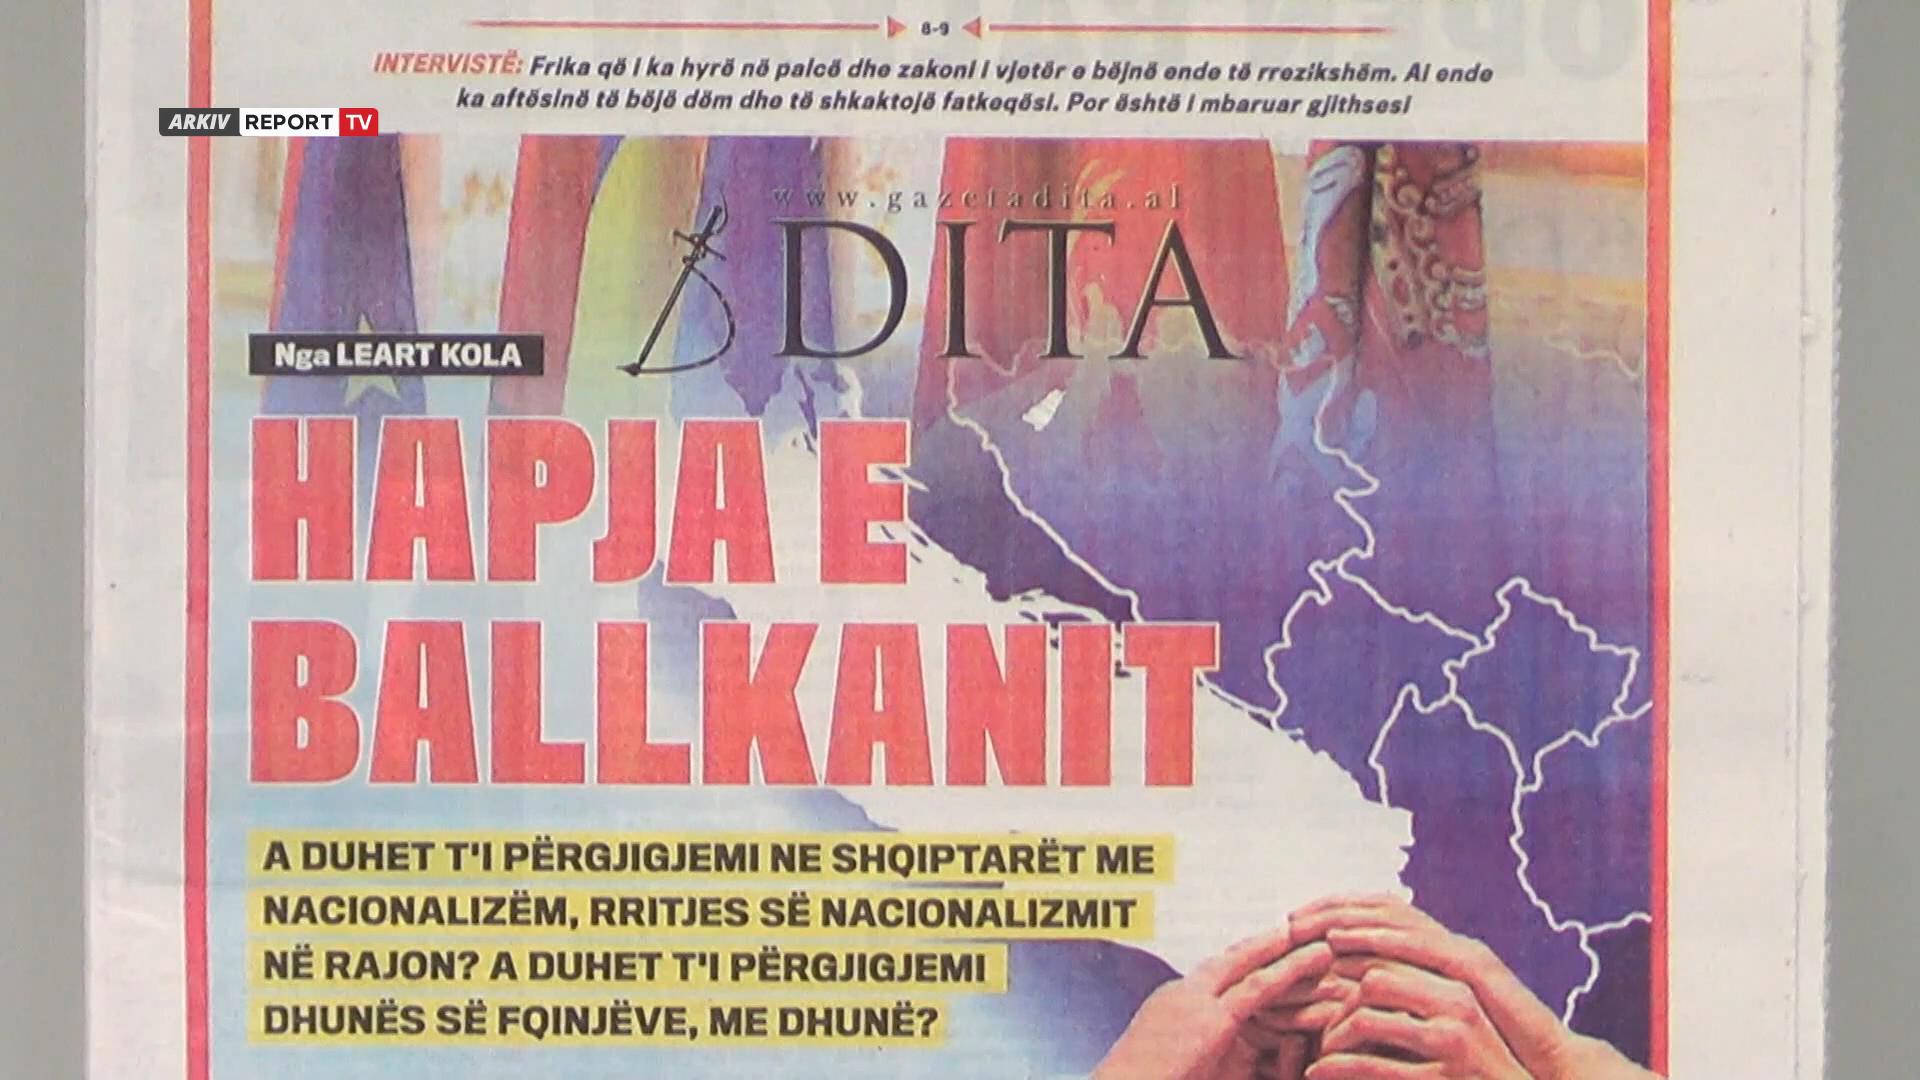 8-9
INTERVISTË: Frika që i ka hyrë në palcë dhe zakoni i vjetër e bëjnë ende të rrezikshëm. Ai ende
ka aftësinë të bëjë dëm dhe të shkaktojë fatkeqësi. Por është i mbaruar gjithsesi
ARKIV REPORT TV
www.gazetadita.al
DITA
Nga LEART KOLA
HAPJA E
BALLKANIT
A DUHET T'I PËRGJIGJEMI NE SHQIPTARËT ME
NACIONALIZËM, RRITJES SË NACIONALIZMIT
NË RAJON? A DUHET T'I PËRGJIGJEMI
DHUNËS SË FQINJËVE, ME DHUNË?